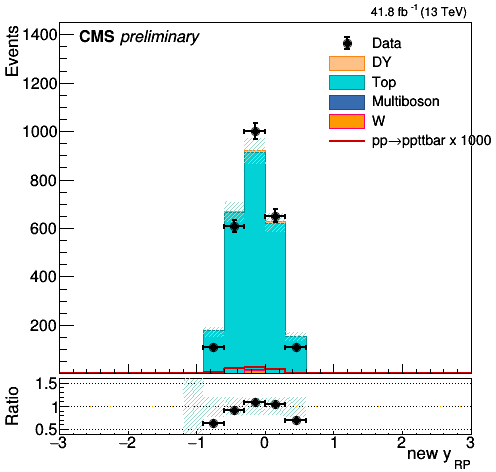 41.8 fb⁻¹ (13 TeV)
CMS preliminary
Events
1400
1200
1000
800
600
400
200
Data
DY
Top
Multiboson
W
pp→ppttbar x 1000
Ratio
1.5
1
0.5
−3 −2 −1 0 1 2 3
new y_RP